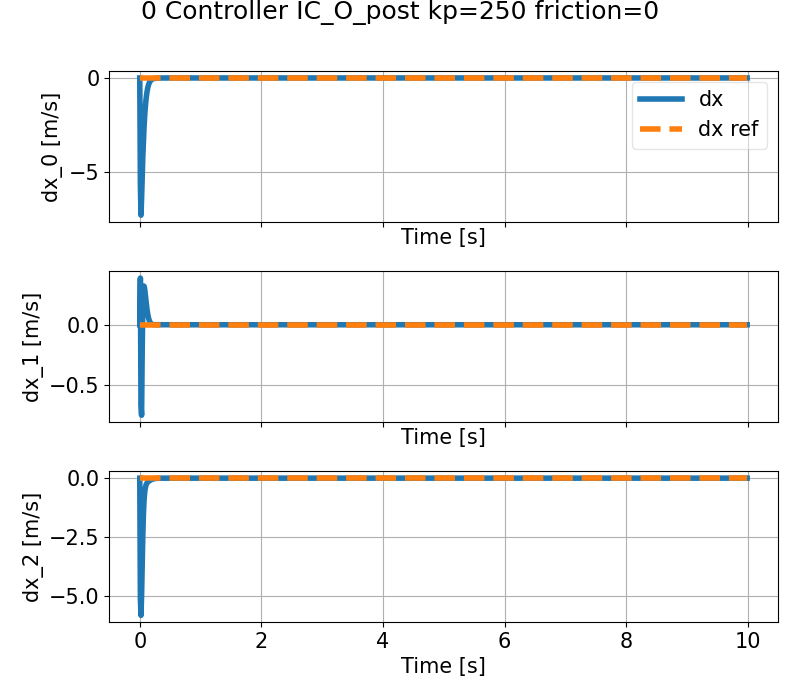 0 Controller IC_O_post kp=250 friction=0
0
−5
dx_0 [m/s]
dx
dx ref
Time [s]
0.0
−0.5
dx_1 [m/s]
Time [s]
0.0
−2.5
−5.0
dx_2 [m/s]
0 2 4 6 8 10
Time [s]